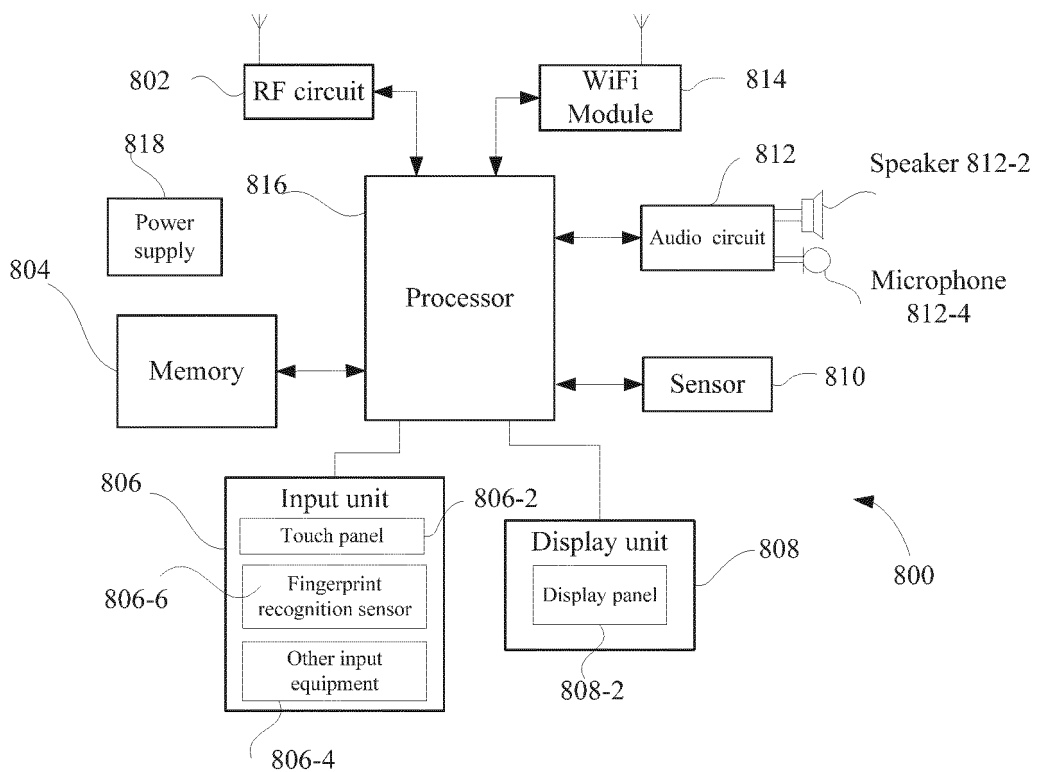 802
RF circuit
WiFi
Module
814
818
816
812
Speaker 812-2
Power
supply
Audio circuit
804
Processor
Microphone
812-4
Memory
Sensor
810
806
Input unit
806-2
Touch panel
Display unit
808
800
806-6
Fingerprint
recognition sensor
Display panel
Other input
equipment
808-2
806-4